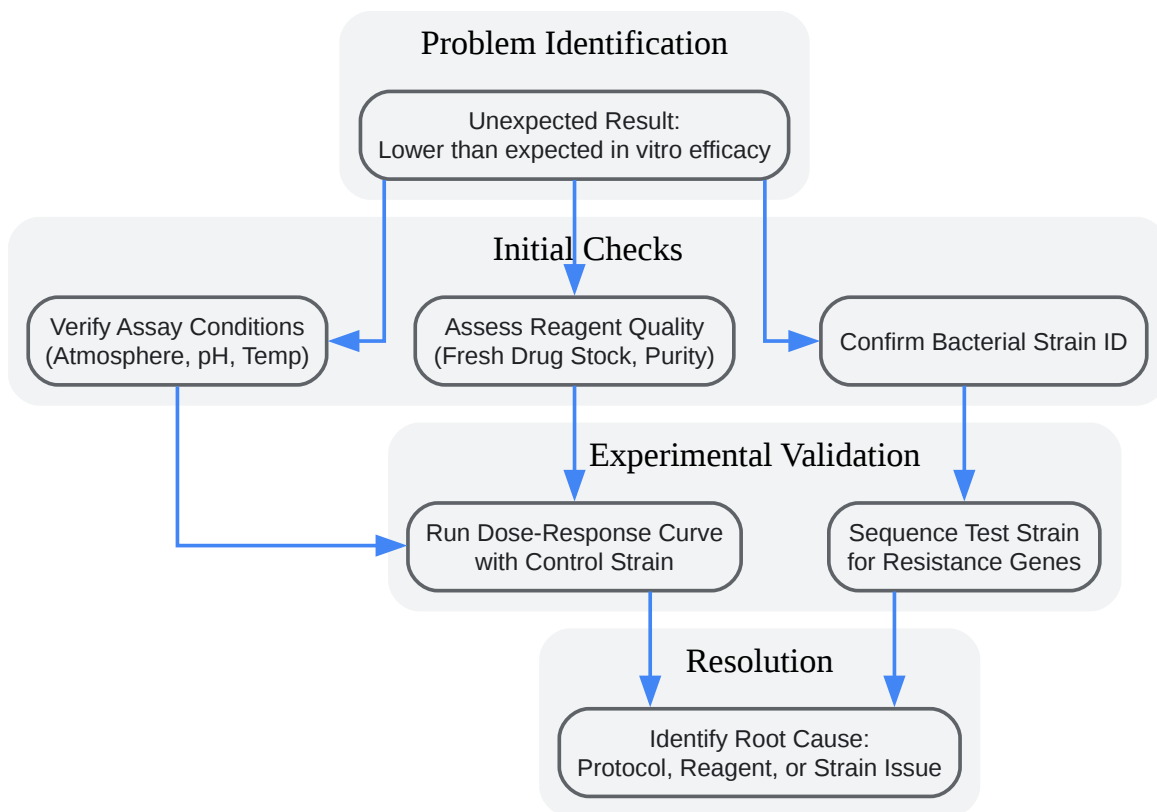 Problem Identification
Unexpected Result:
Lower than expected in vitro efficacy
Initial Checks
Verify Assay Conditions
(Atmosphere, pH, Temp)
Assess Reagent Quality
(Fresh Drug Stock, Purity)
Confirm Bacterial Strain ID
Experimental Validation
Run Dose-Response Curve
with Control Strain
Sequence Test Strain
for Resistance Genes
Resolution
Identify Root Cause:
Protocol, Reagent, or Strain Issue